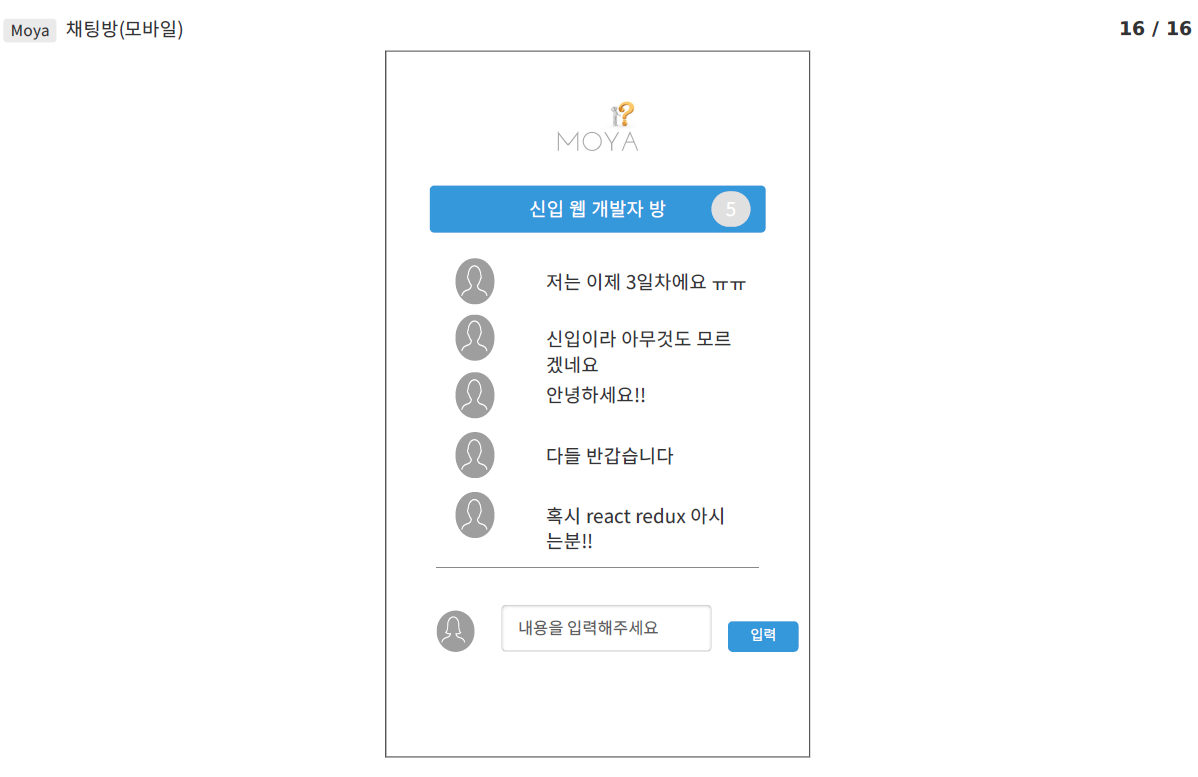 Moya 채팅방(모바일)
16 / 16
MOYA
신입 웹 개발자 방 5
저는 이제 3일차에요 ㅠㅠ
신입이라 아무것도 모르
겠네요
안녕하세요!!
다들 반갑습니다
혹시 react redux 아시
는분!!
내용을 입력해주세요
입력